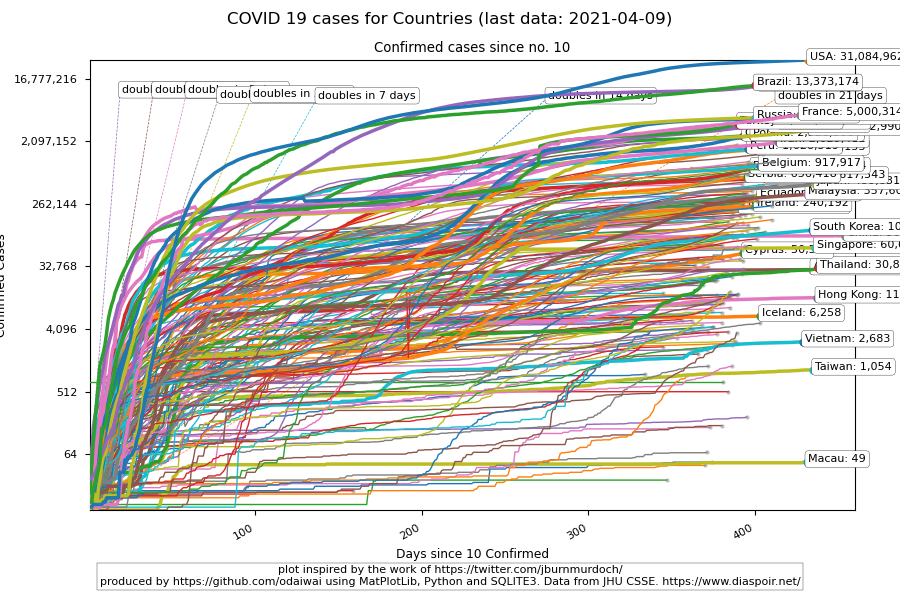 COVID 19 cases for Countries (last data: 2021-04-09)
Confirmed cases since no. 10
USA: 31,084,962
16,777,216
Brazil: 13,373,174
doubles in
doubles in 7 days
doubles in 14 days
doubles in 21 days
France: 5,000,314
2,097,152
Belgium: 917,917
262,144
Ireland: 240,192
South Korea: 10
Singapore: 60,
32,768
Thailand: 30,8
Hong Kong: 11
Iceland: 6,258
4,096
Vietnam: 2,683
Taiwan: 1,054
512
64
Macau: 49
100
200
300
400
Days since 10 Confirmed
plot inspired by the work of https://twitter.com/jburnmurdoch/
produced by https://github.com/odaiwai using MatPlotLib, Python and SQLITE3. Data from JHU CSSE. https://www.diaspoir.net/